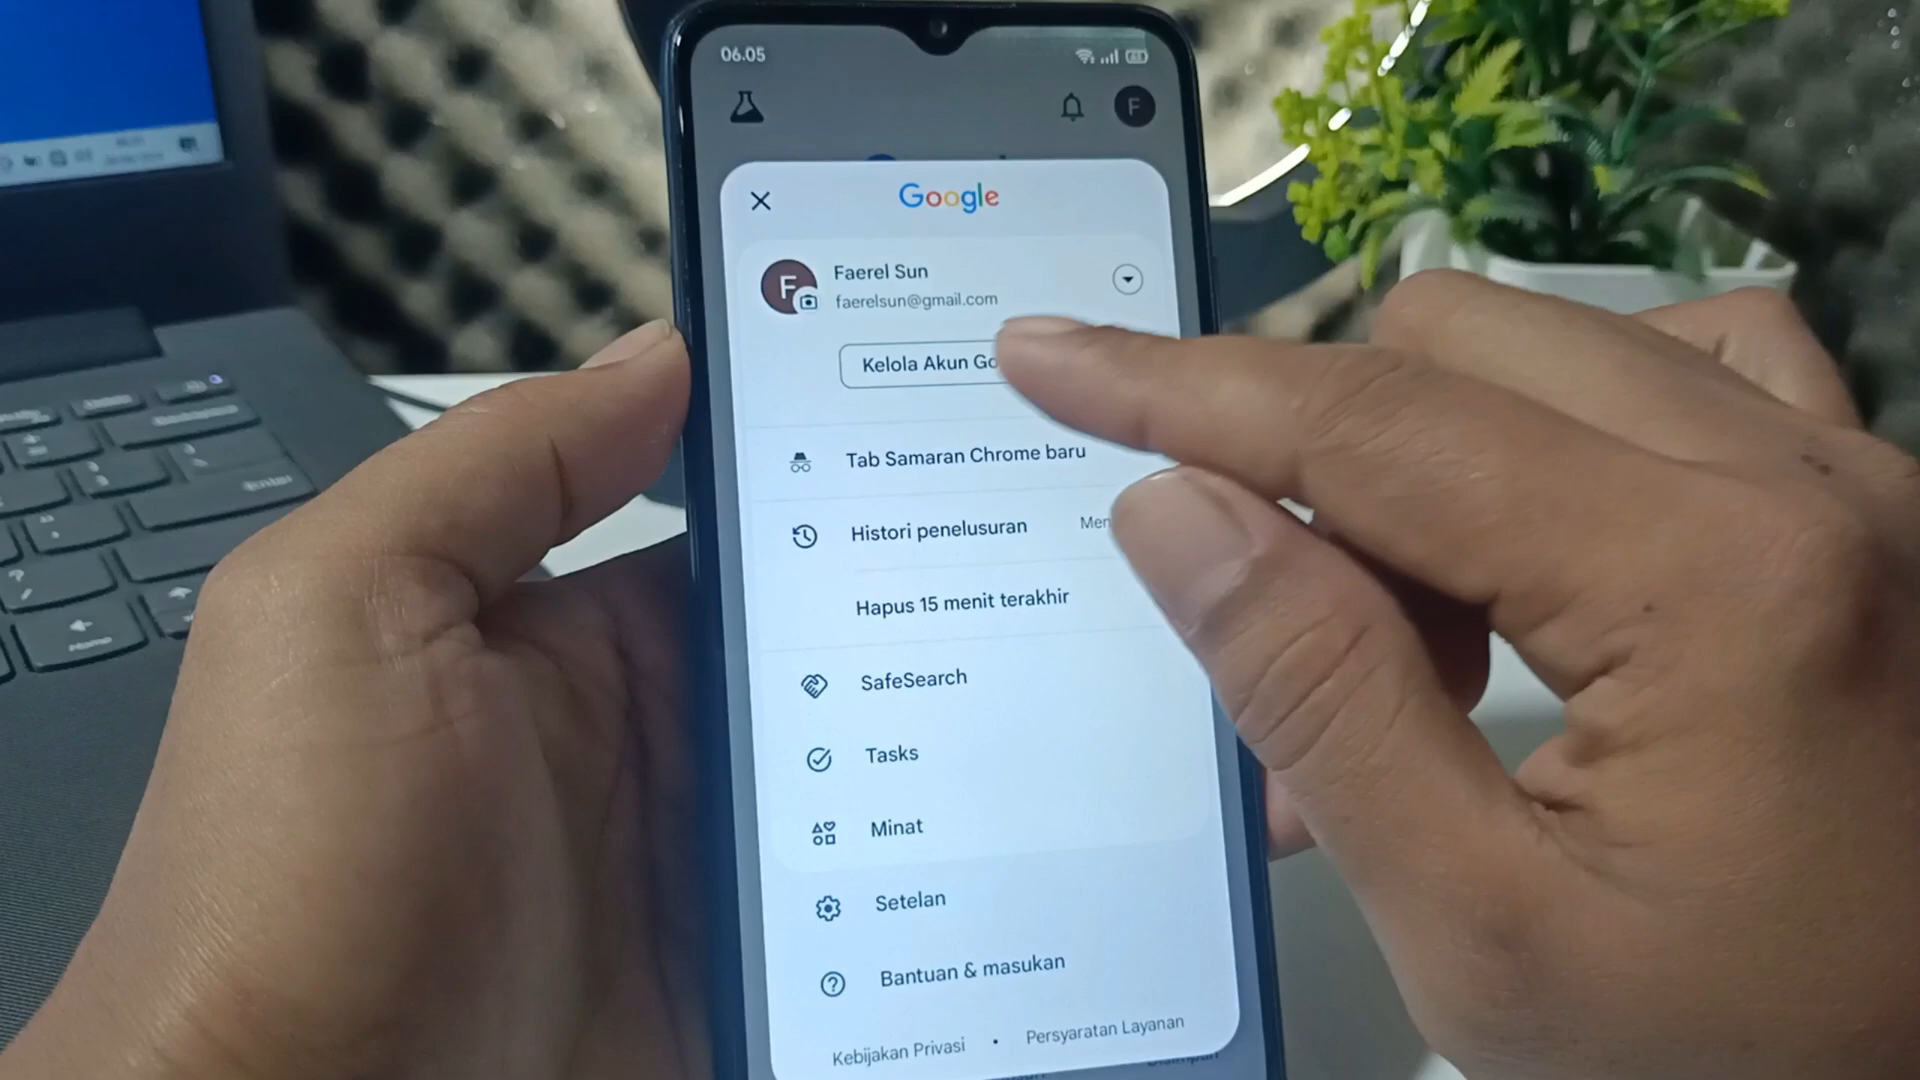 06.05
F
Google
F
Faerel Sun
faerelsun@gmail.com
Kelola Akun Go
Tab Samaran Chrome baru
Histori penelusuran
Men
Hapus 15 menit terakhir
SafeSearch
Tasks
Minat
Setelan
Bantuan & masukan
Kebijakan Privasi • Persyaratan Layanan
Home